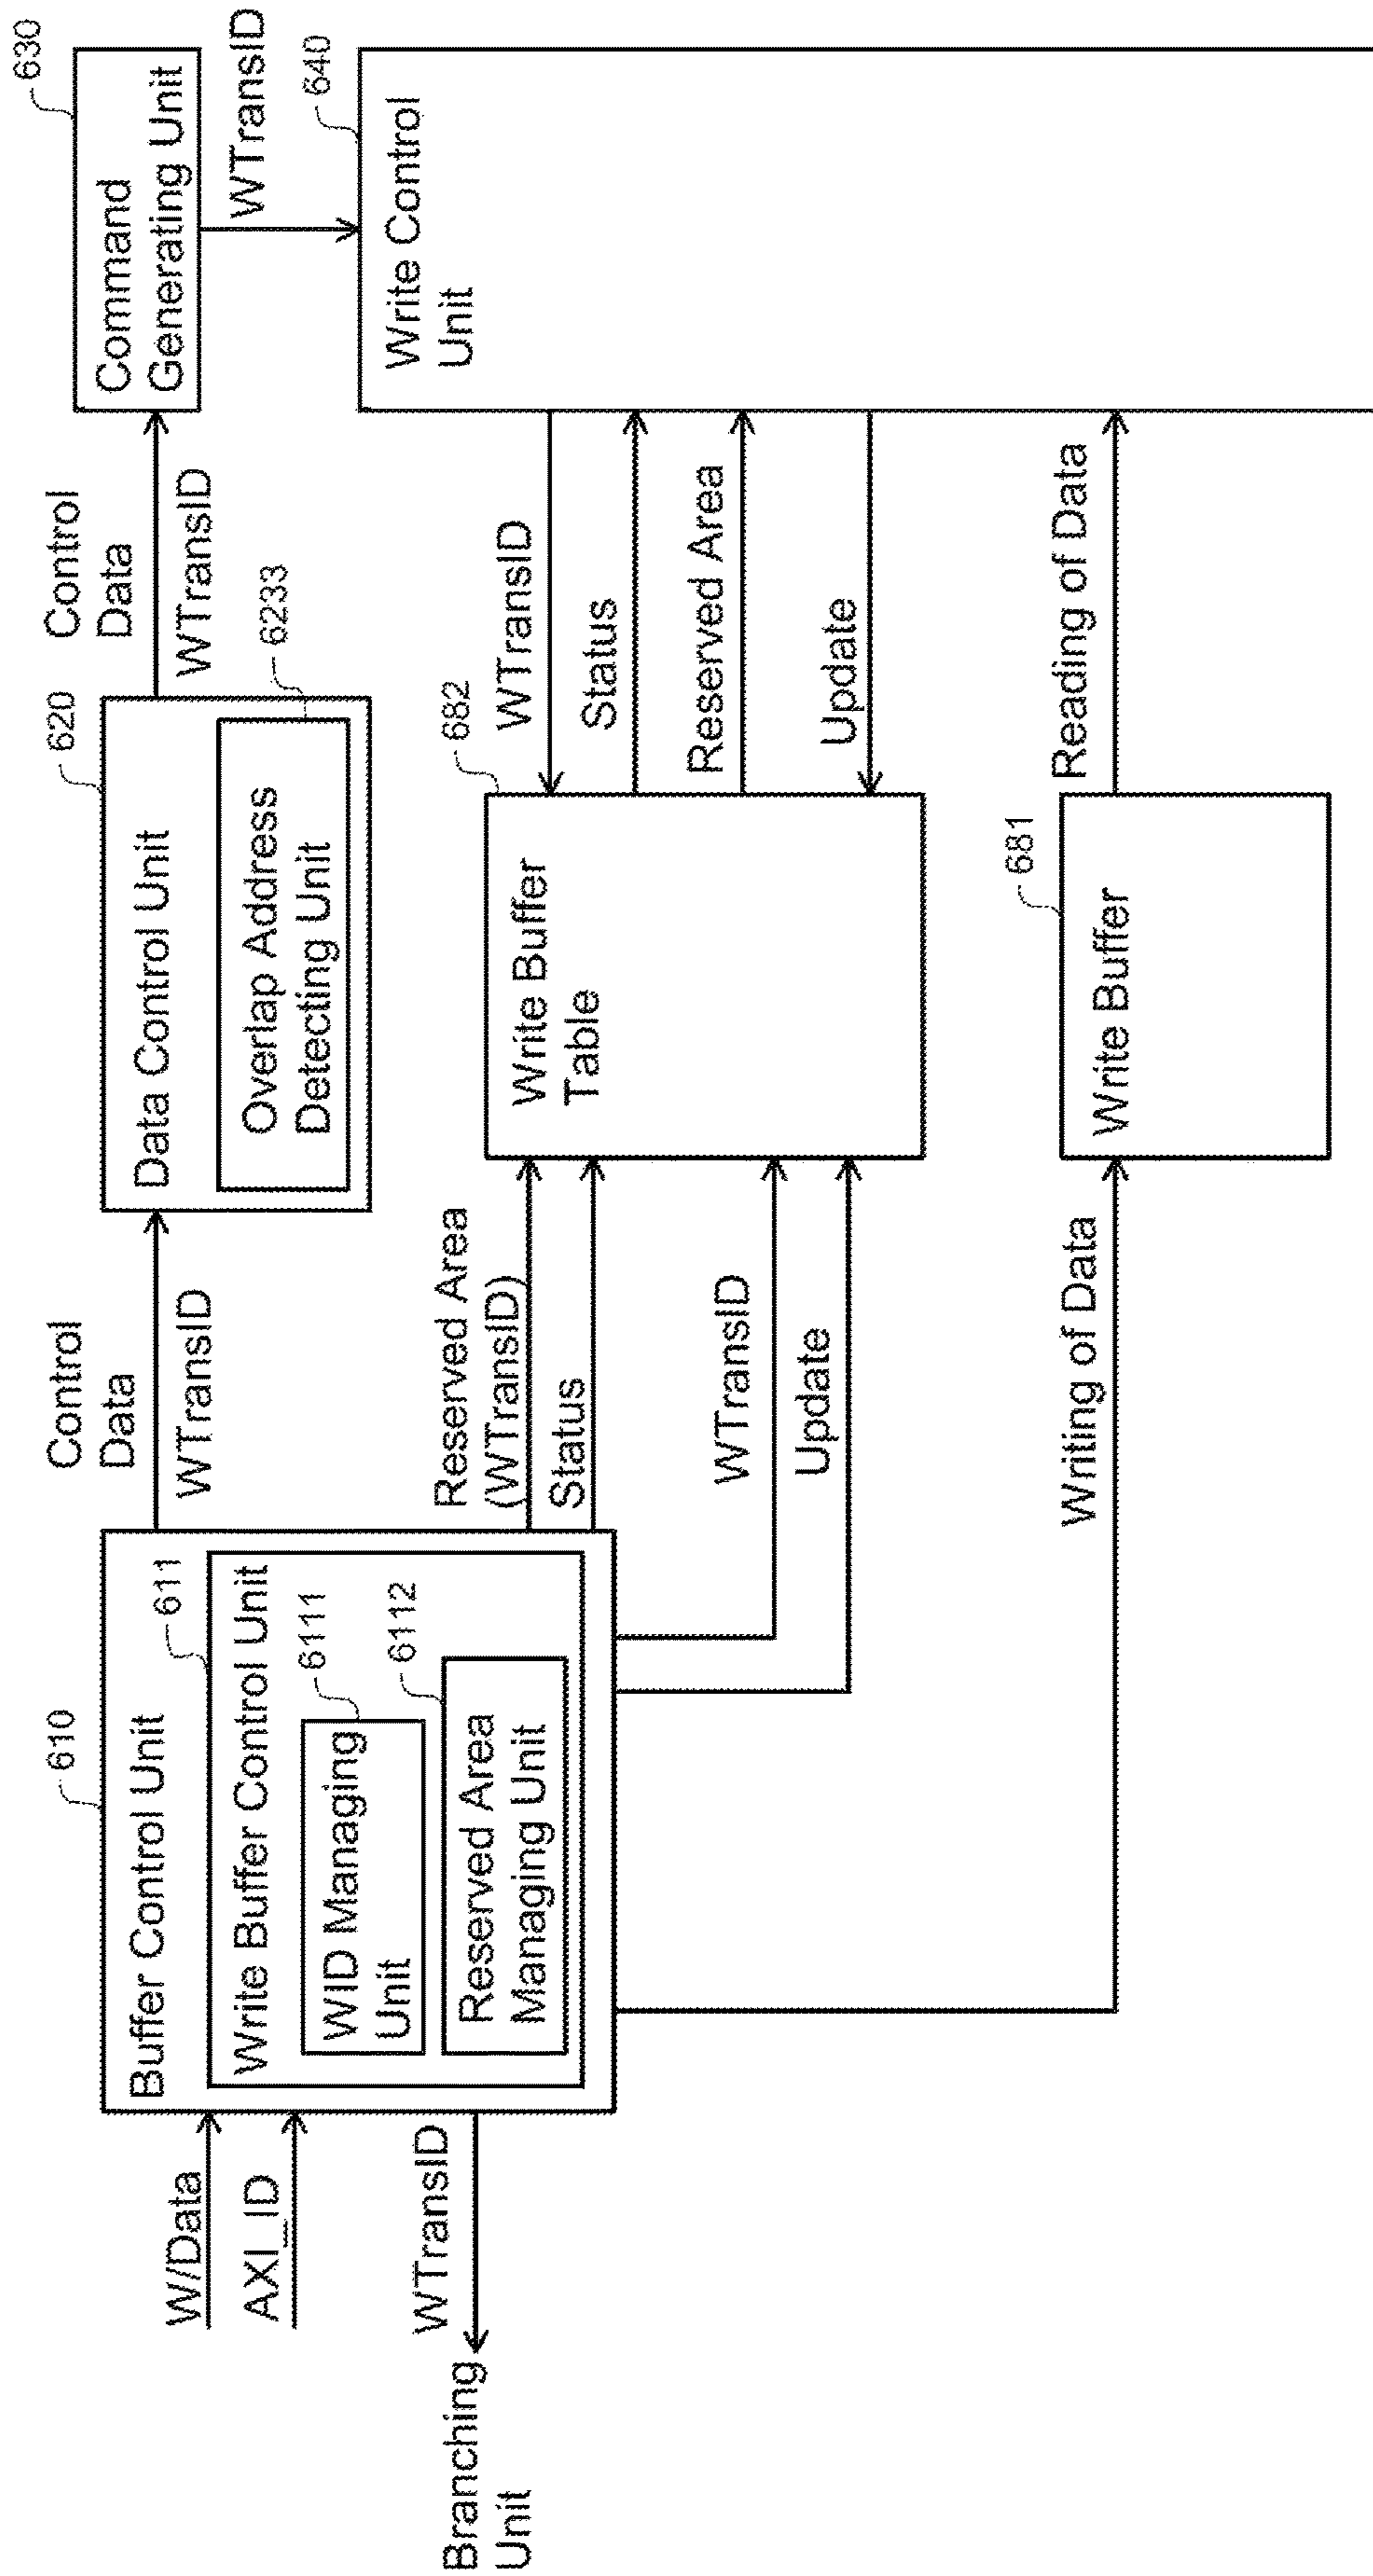 610
Buffer Control Unit
611
Write Buffer Control Unit
6111
WID Managing
Unit
6112
Reserved Area
Managing Unit
W/Data
AXI_ID
WTransID
Branching
Unit
Control
Data
WTransID
620
Data Control Unit
6233
Overlap Address
Detecting Unit
Control
Data
WTransID
630
Command
Generating Unit
WTransID
640
Write Control
Unit
Reserved Area
(WTransID)
Status
WTransID
Update
682
Write Buffer
Table
WTransID
Status
Reserved Area
Update
Writing of Data
681
Write Buffer
Reading of Data